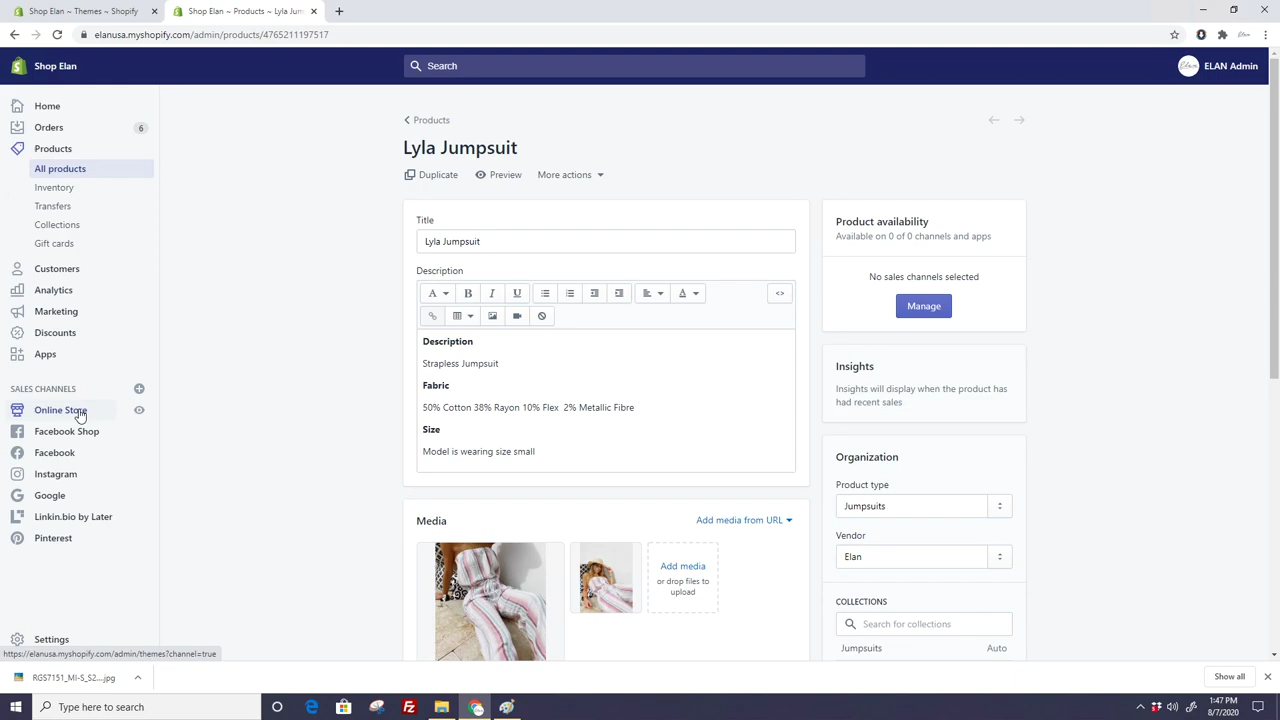 Shop Elan ~ Themes ~ Shopify
Shop Elan ~ Products ~ Lyla Jum
elanusa.myshopify.com/admin/products/4765211197517
Shop Elan
Search
ELAN Admin
Home
Orders 6
Products
All products
Inventory
Transfers
Collections
Gift cards
Customers
Analytics
Marketing
Discounts
Apps
SALES CHANNELS
Online Store
Facebook Shop
Facebook
Instagram
Google
Linkin.bio by Later
Pinterest
Settings
https://elanusa.myshopify.com/admin/themes?channel=true
Products
Lyla Jumpsuit
Duplicate Preview More actions
Title
Lyla Jumpsuit
Description
A B I U A <>
Description
Strapless Jumpsuit
Fabric
50% Cotton 38% Rayon 10% Flex 2% Metallic Fibre
Size
Model is wearing size small
Media
Add media from URL
Add media
or drop files to
upload
Product availability
Available on 0 of 0 channels and apps
No sales channels selected
Manage
Insights
Insights will display when the product has
had recent sales
Organization
Product type
Jumpsuits
Vendor
Elan
COLLECTIONS
Search for collections
Jumpsuits Auto
RGS7151_MI-S_S2....jpg
Show all
Type here to search
1:47 PM
8/7/2020